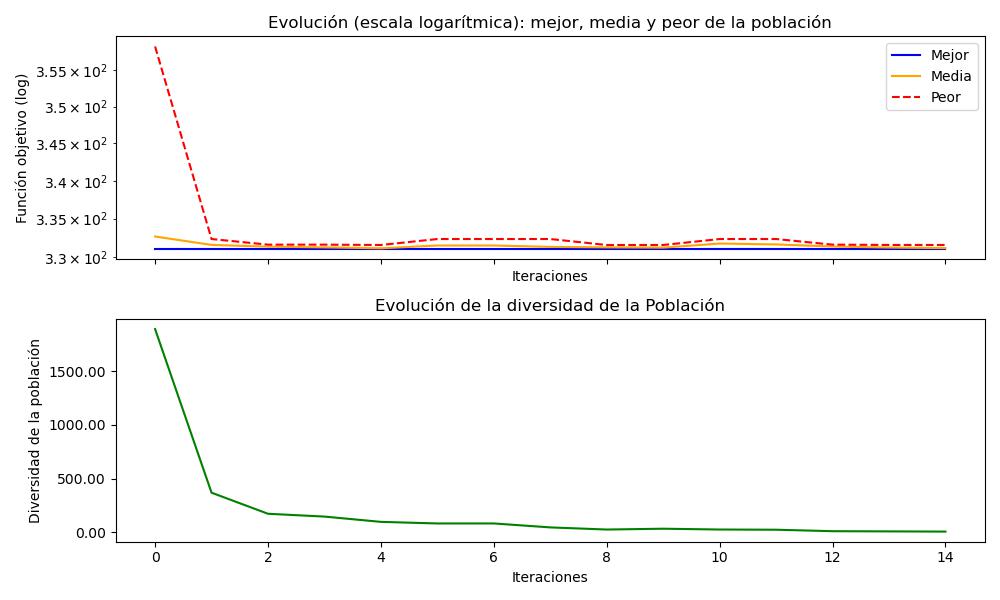 Evolución (escala logarítmica): mejor, media y peor de la población
Función objetivo (log)
3.55 × 10²
3.5 × 10²
3.45 × 10²
3.4 × 10²
3.35 × 10²
3.3 × 10²
Mejor
Media
Peor
Iteraciones
Evolución de la diversidad de la Población
Diversidad de la población
1500.00
1000.00
500.00
0.00
0 2 4 6 8 10 12 14
Iteraciones